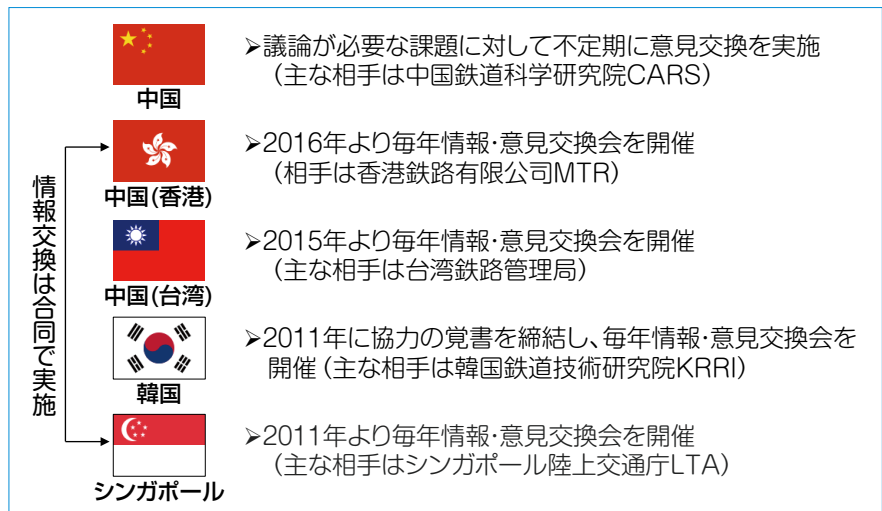 ➢議論が必要な課題に対して不定期に意見交換を実施
（主な相手は中国鉄道科学研究院CARS）
中国
➢2016年より毎年情報・意見交換会を開催
（相手は香港鉄路有限公司MTR）
中国(香港)
➢2015年より毎年情報・意見交換会を開催
（主な相手は台湾鉄路管理局）
中国(台湾)
➢2011年に協力の覚書を締結し、毎年情報・意見交換会を
開催（主な相手は韓国鉄道技術研究院KRRI）
韓国
➢2011年より毎年情報・意見交換会を開催
（主な相手はシンガポール陸上交通庁LTA）
シンガポール
情報交換は合同で実施